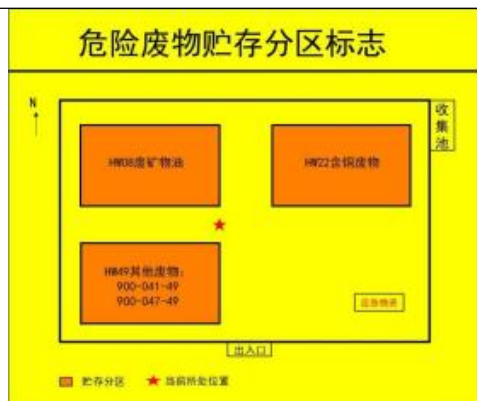 危险废物贮存分区标志
N
收集池
HW08废矿物油
HW22含铜废物
HW49其他废物：
900-041-49
900-047-49
应急物资
出入口
贮存分区
当前所处位置